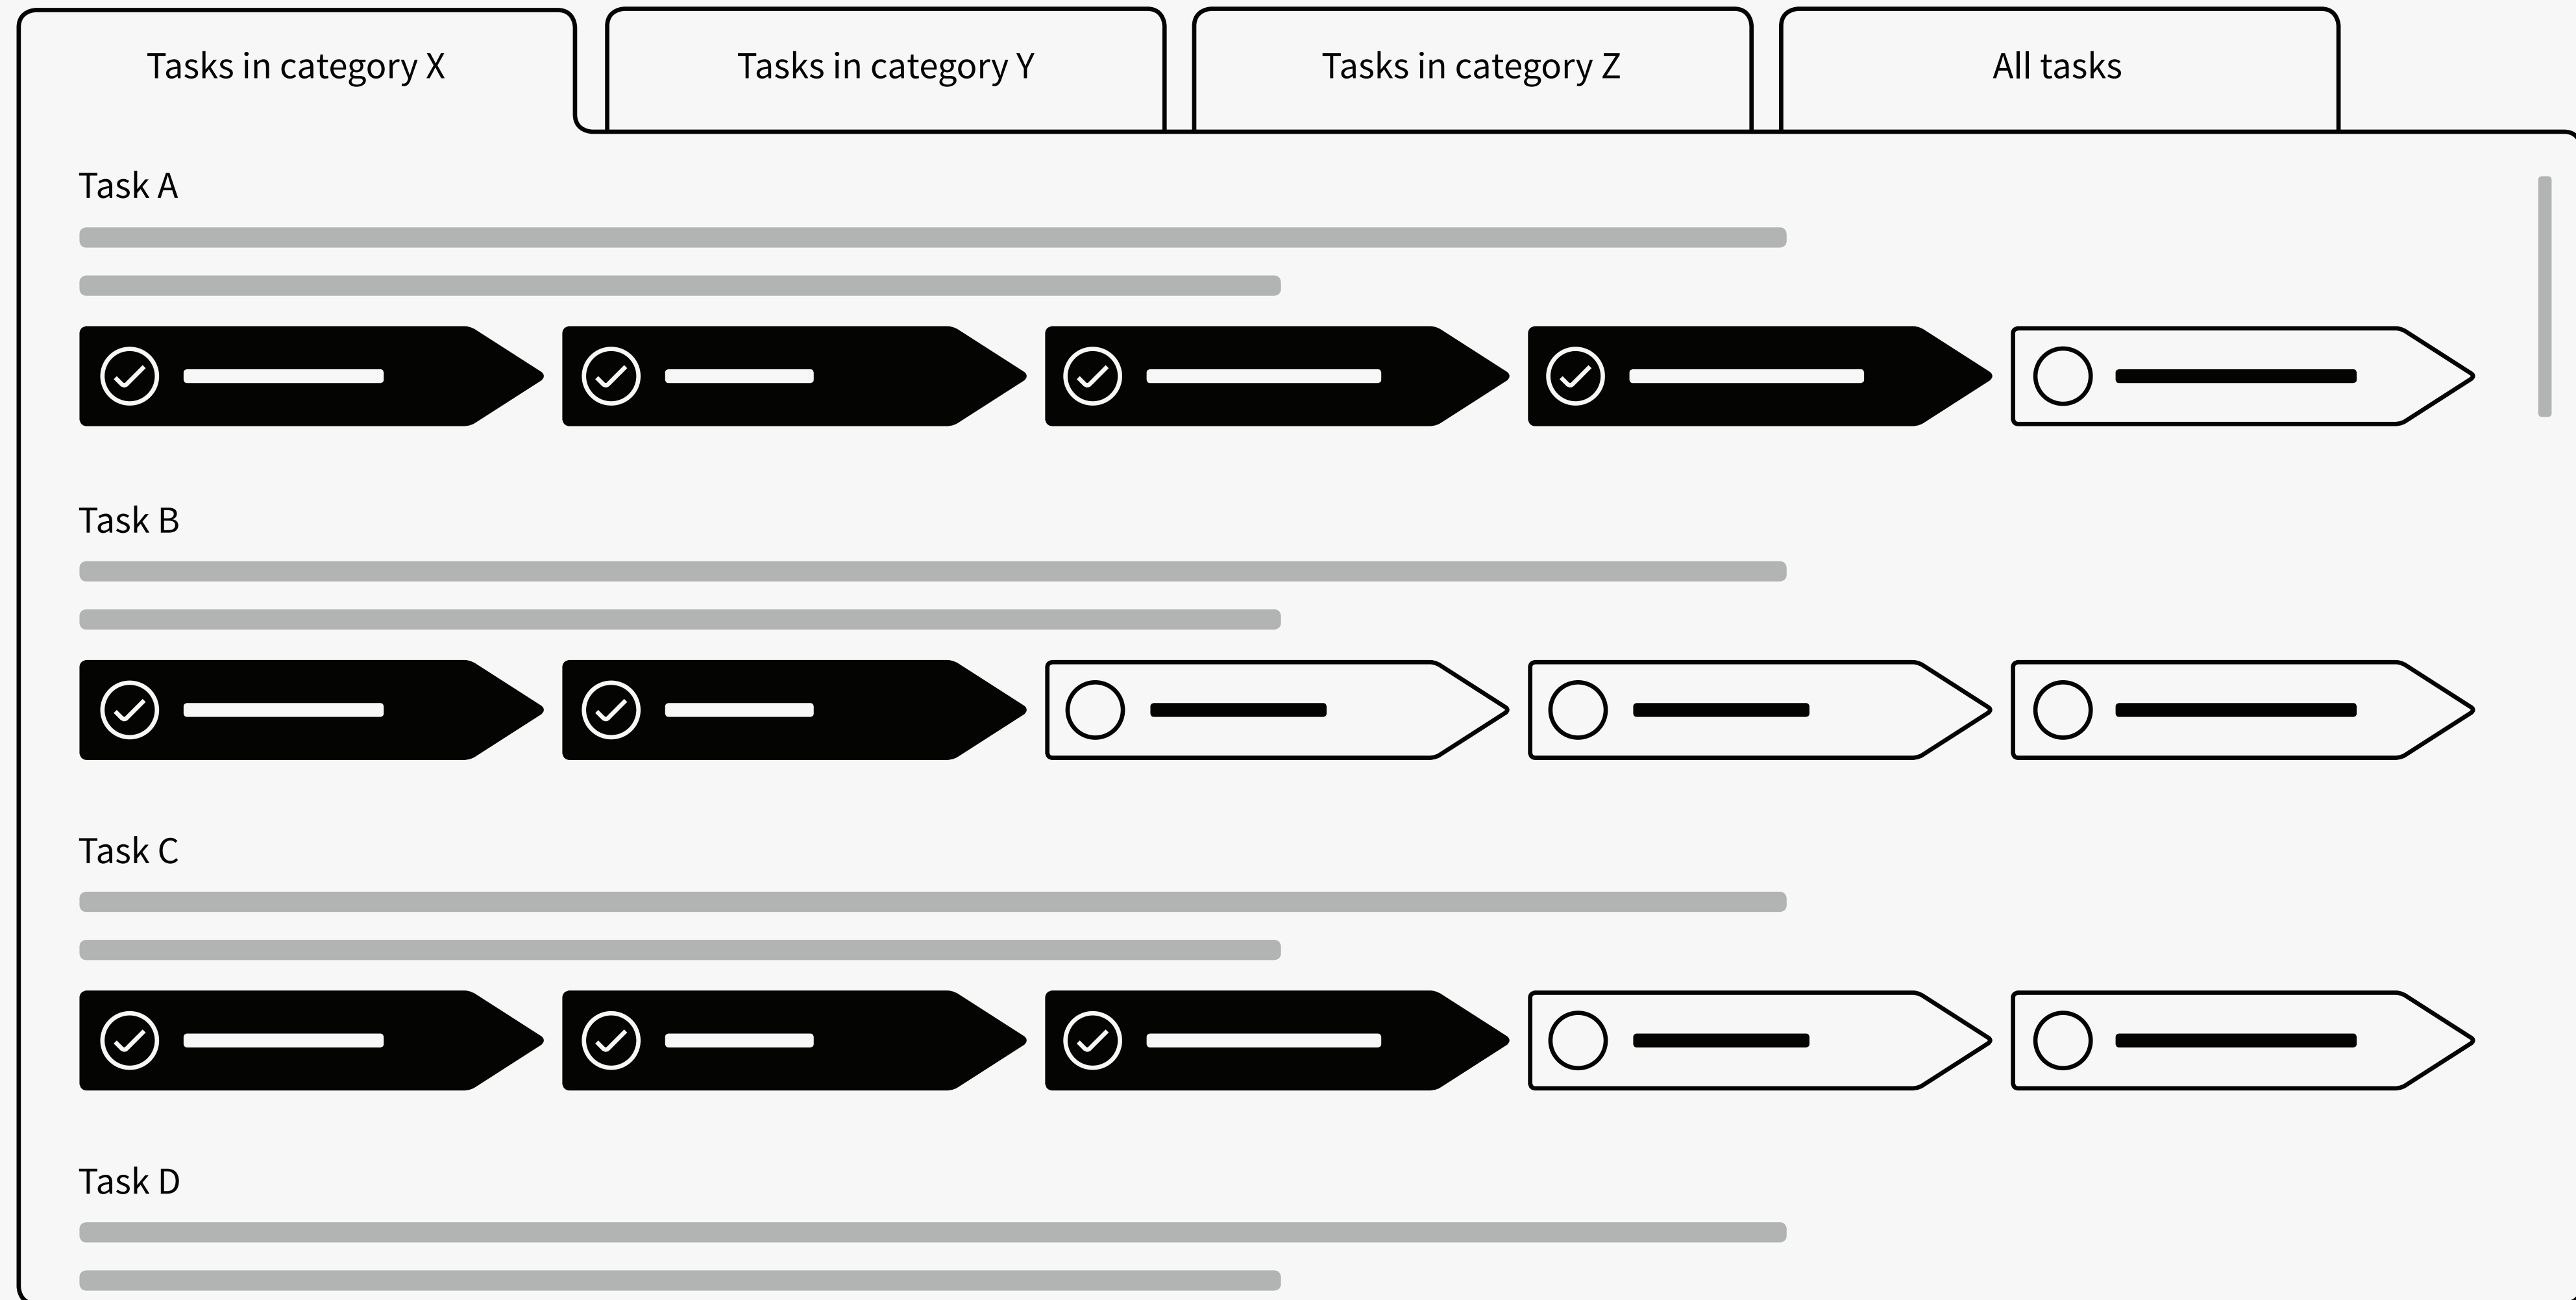 Tasks in category X
Tasks in category Y
Tasks in category Z
All tasks
Task A
Task B
Task C
Task D